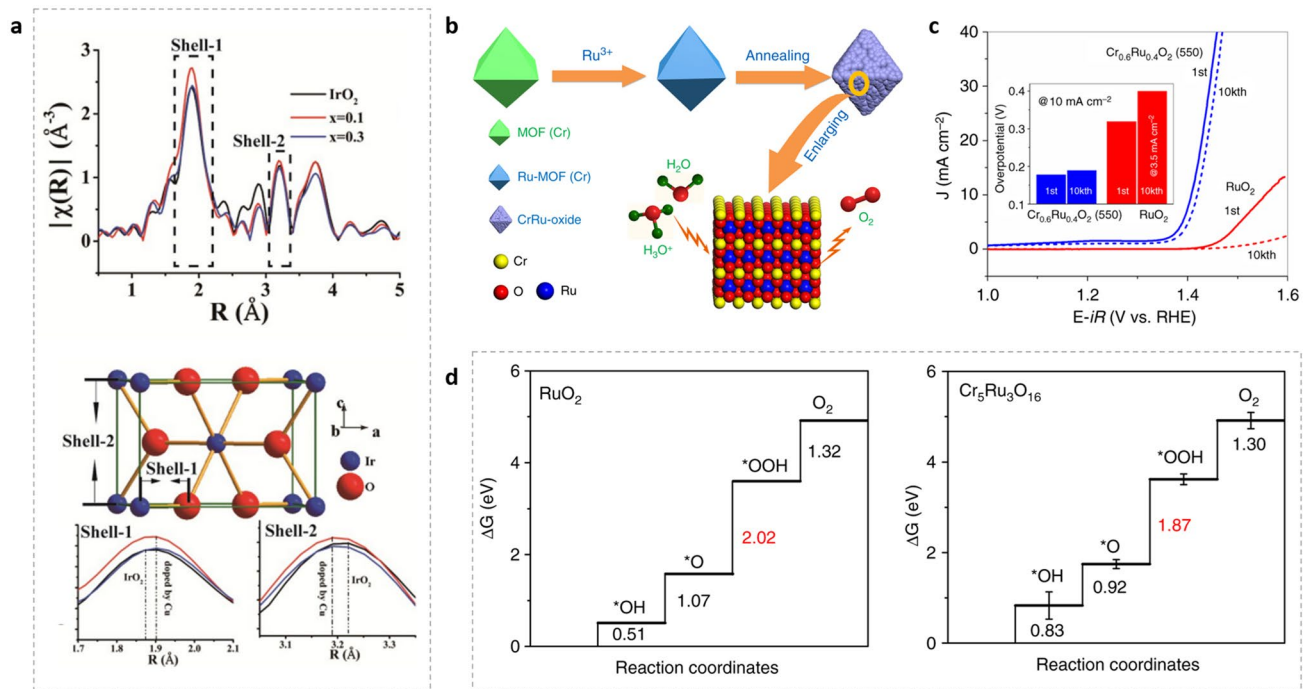 a
Shell-1
IrO2
x=0.1
x=0.3
Shell-2
|χ(R)| (Å⁻³)
3
2
1
0
1 2 3 4 5
R (Å)
c
b a
Shell-2
Shell-1
Ir
O
Shell-1
IrO2
doped by Cu
1.7 1.8 1.9 2.0 2.1
R (Å)
Shell-2
doped by Cu
IrO2
3.1 3.2 3.3
R (Å)
b
Ru³⁺
Annealing
Enlarging
MOF (Cr)
Ru-MOF (Cr)
CrRu-oxide
H₂O
H₃O⁺
O₂
Cr
O Ru
c
J (mA cm⁻²)
40
30
20
10
0
1.0 1.2 1.4 1.6
E-iR (V vs. RHE)
Cr₀.₆Ru₀.₄O₂ (550)
1st
10kth
RuO₂
1st
10kth
@10 mA cm⁻²
Overpotential (V)
0.4
0.3
0.2
0.1
1st 10kth 1st 10kth
@3.5 mA cm⁻²
Cr₀.₆Ru₀.₄O₂ (550) RuO₂
d
RuO₂
ΔG (eV)
6
4
2
0
*OH
0.51
*O
1.07
*OOH
2.02
O₂
1.32
Reaction coordinates
Cr₅Ru₃O₁₆
ΔG (eV)
6
4
2
0
*OH
0.83
*O
0.92
*OOH
1.87
O₂
1.30
Reaction coordinates